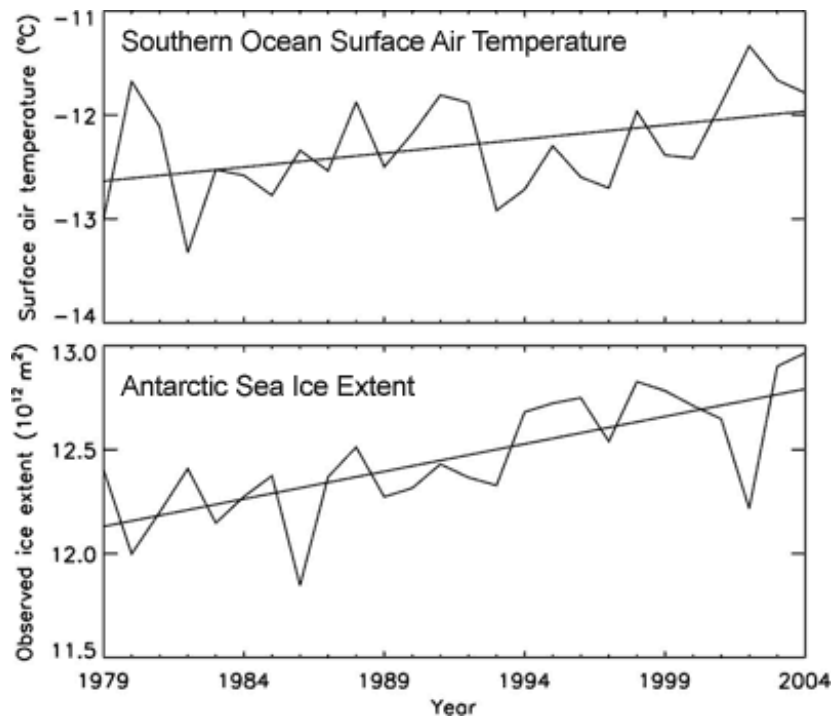 Southern Ocean Surface Air Temperature
Surface air temperature (°C)
-11
-12
-13
-14
Antarctic Sea Ice Extent
Observed ice extent (10¹² m²)
13.0
12.5
12.0
11.5
1979 1984 1989 1994 1999 2004
Year